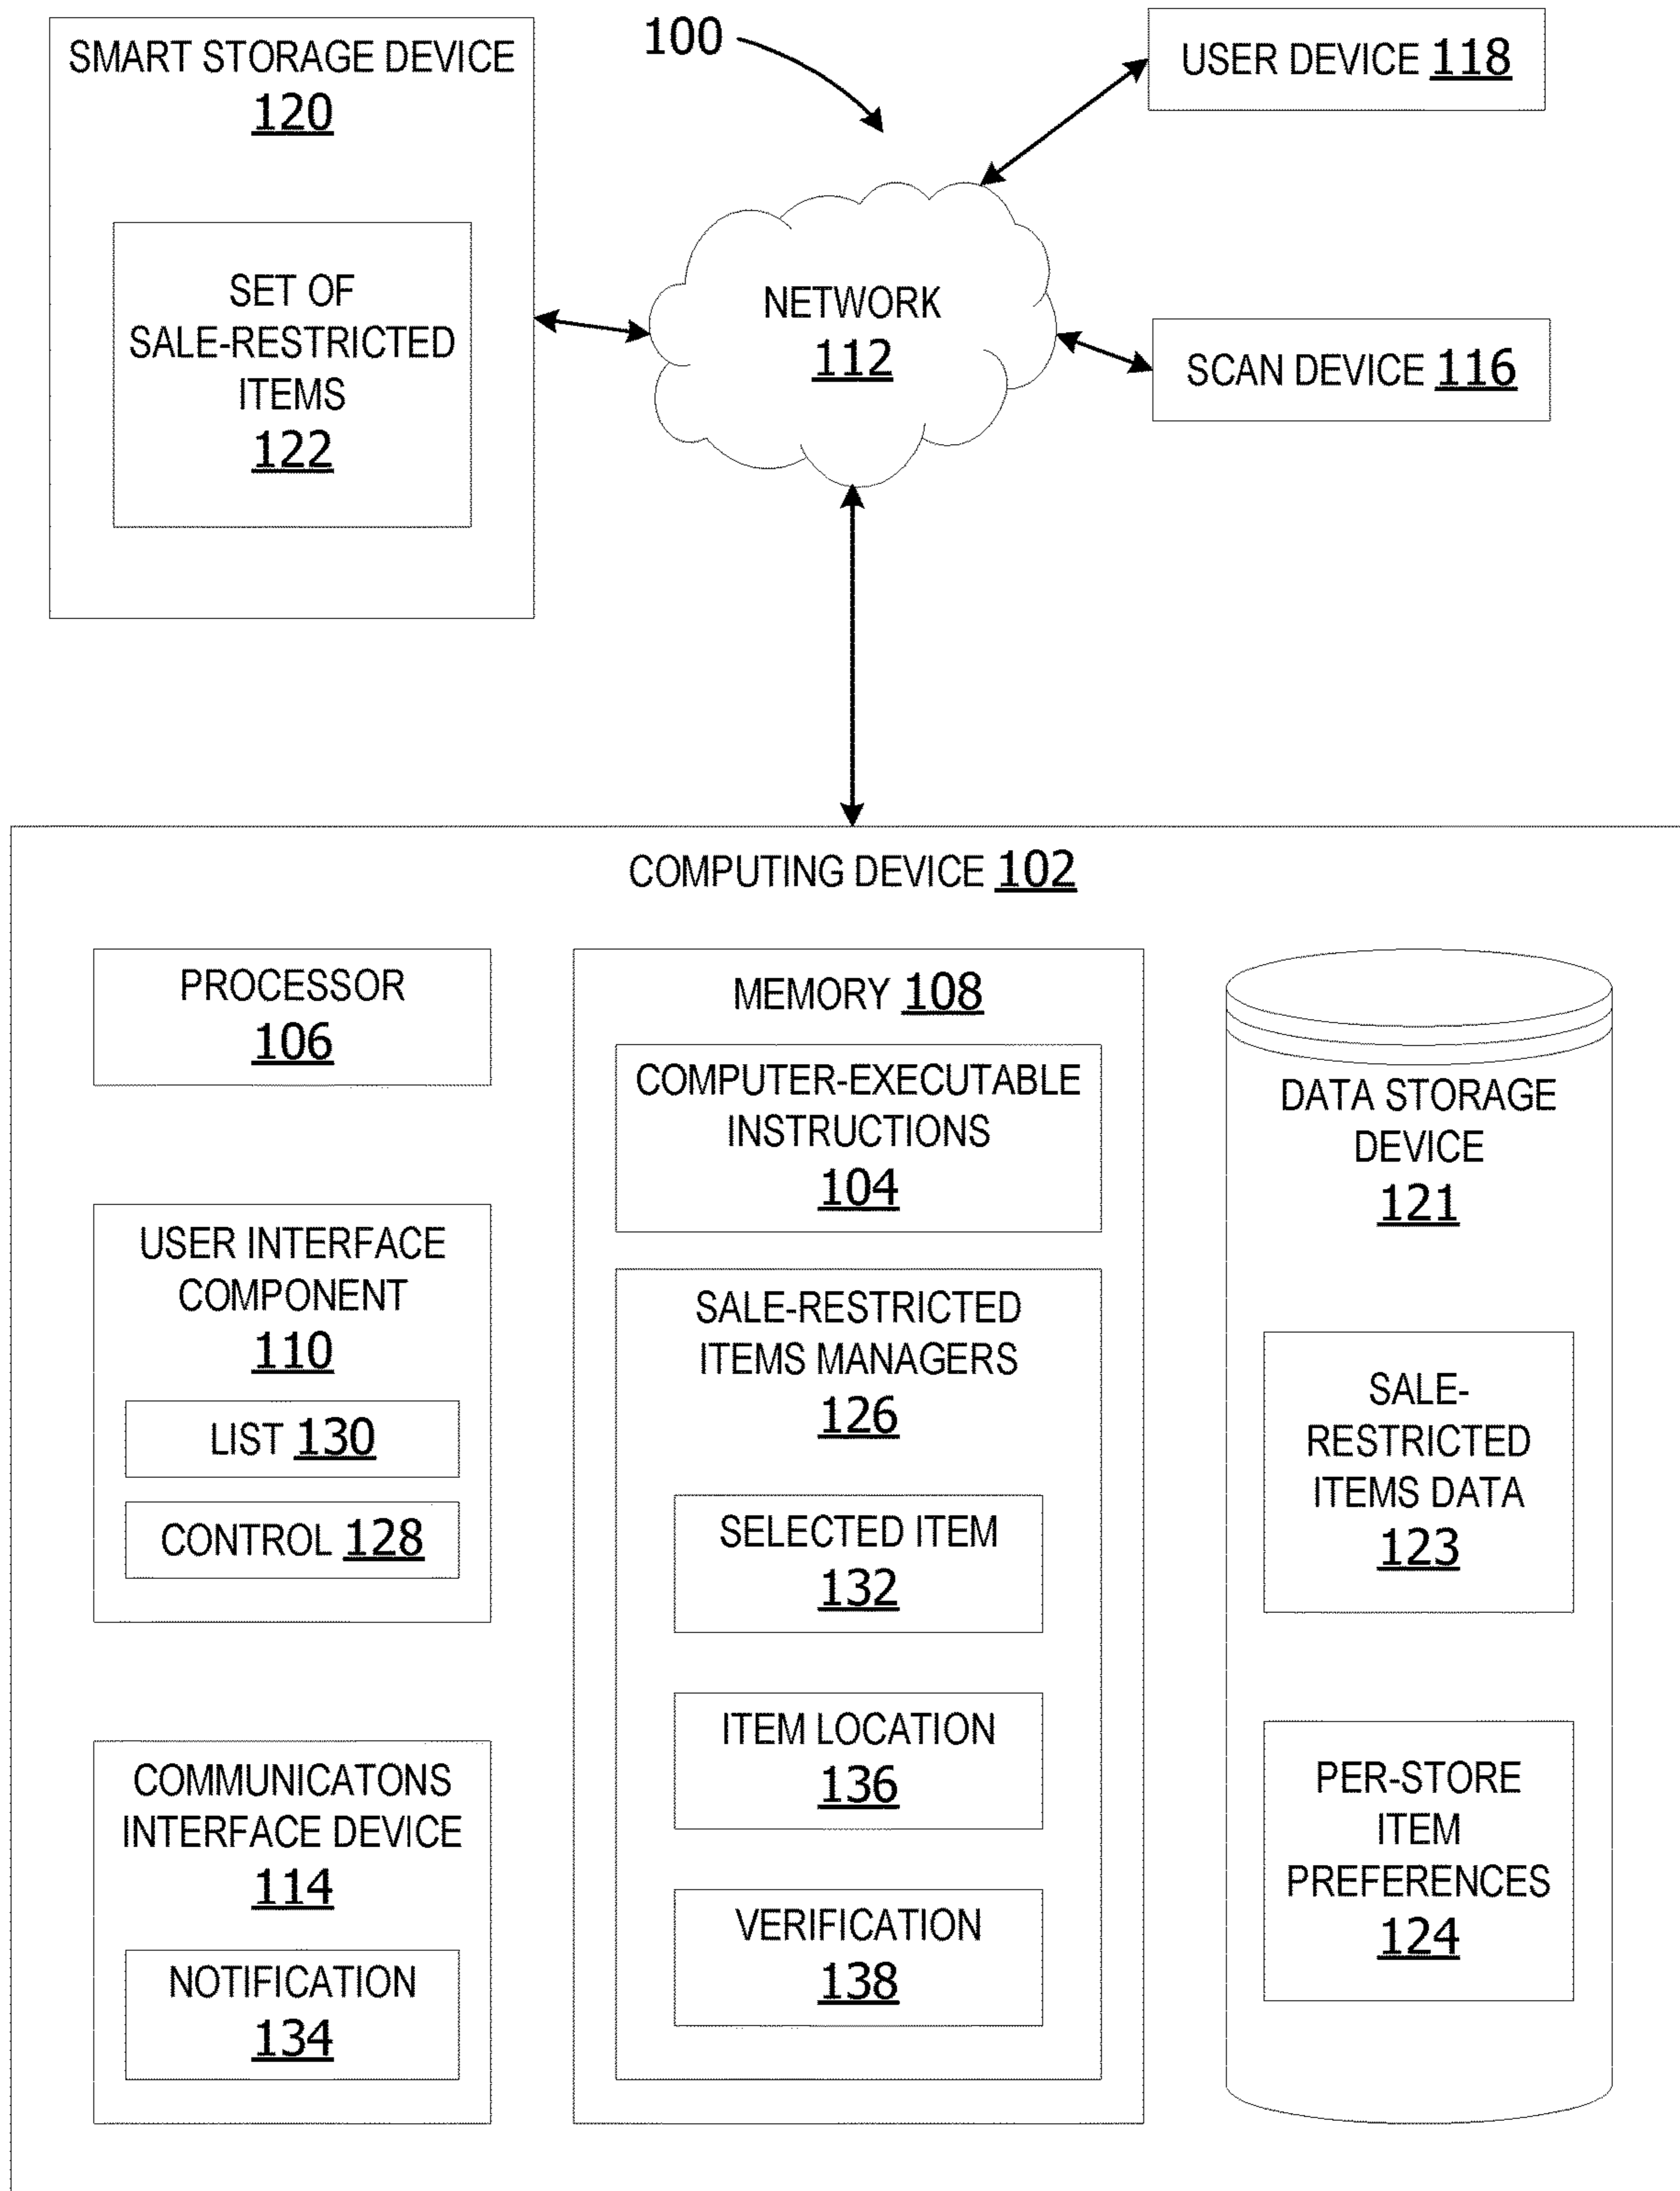 100
SMART STORAGE DEVICE
120
SET OF
SALE-RESTRICTED
ITEMS
122
NETWORK
112
USER DEVICE 118
SCAN DEVICE 116
COMPUTING DEVICE 102
PROCESSOR
106
USER INTERFACE
COMPONENT
110
LIST 130
CONTROL 128
COMMUNICATONS
INTERFACE DEVICE
114
NOTIFICATION
134
MEMORY 108
COMPUTER-EXECUTABLE
INSTRUCTIONS
104
SALE-RESTRICTED
ITEMS MANAGERS
126
SELECTED ITEM
132
ITEM LOCATION
136
VERIFICATION
138
DATA STORAGE
DEVICE
121
SALE-
RESTRICTED
ITEMS DATA
123
PER-STORE
ITEM
PREFERENCES
124